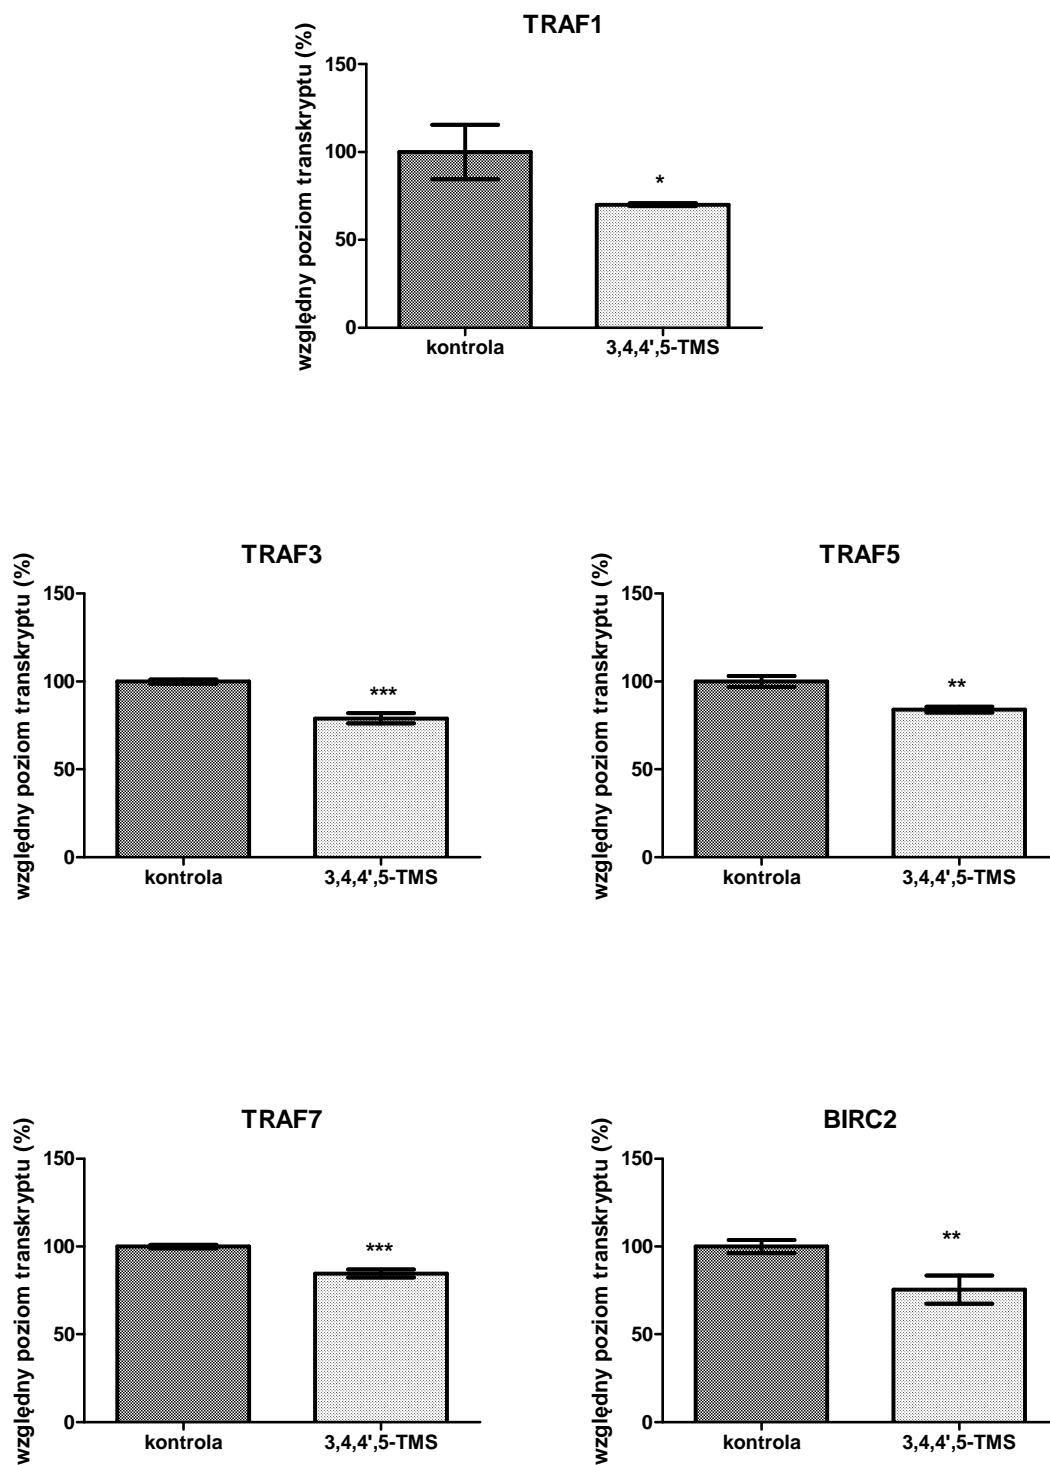 TRAF1
względny poziom transkryptu (%)
150
100
50
0
*
kontrola
3,4,4',5-TMS
TRAF3
względny poziom transkryptu (%)
150
100
50
0
***
kontrola
3,4,4',5-TMS
TRAF5
względny poziom transkryptu (%)
150
100
50
0
**
kontrola
3,4,4',5-TMS
TRAF7
względny poziom transkryptu (%)
150
100
50
0
***
kontrola
3,4,4',5-TMS
BIRC2
względny poziom transkryptu (%)
150
100
50
0
**
kontrola
3,4,4',5-TMS